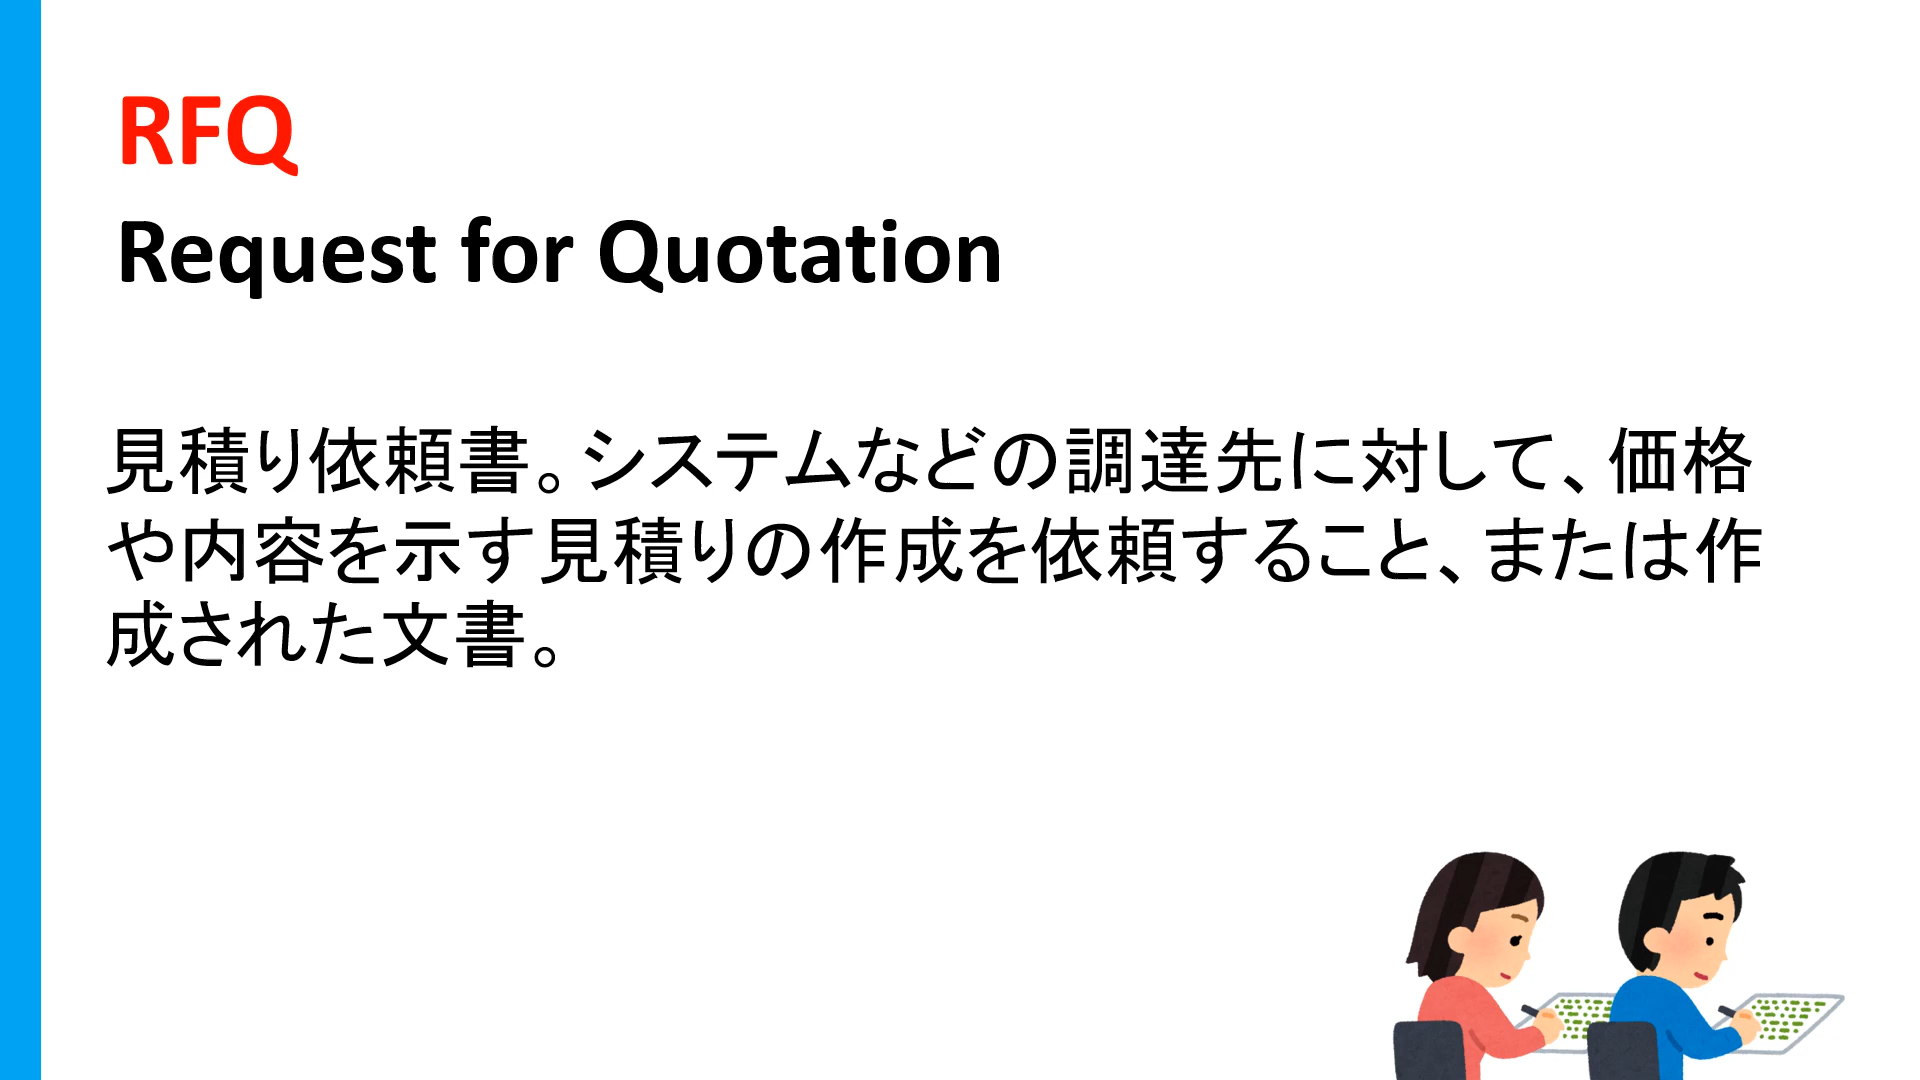 RFQ
Request for Quotation
見積り依頼書。システムなどの調達先に対して、価格
や内容を示す見積りの作成を依頼すること、または作
成された文書。